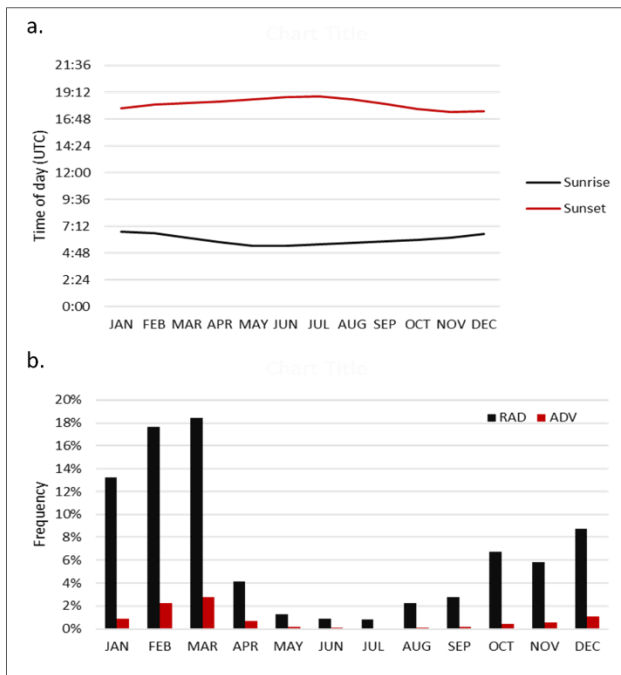 a.
Chart Title
21:36
19:12
16:48
14:24
12:00
9:36
7:12
4:48
2:24
0:00
Time of day (UTC)
JAN FEB MAR APR MAY JUN JUL AUG SEP OCT NOV DEC
Sunrise
Sunset
b.
Chart Title
20%
18%
16%
14%
12%
10%
8%
6%
4%
2%
0%
Frequency
RAD ADV
JAN FEB MAR APR MAY JUN JUL AUG SEP OCT NOV DEC